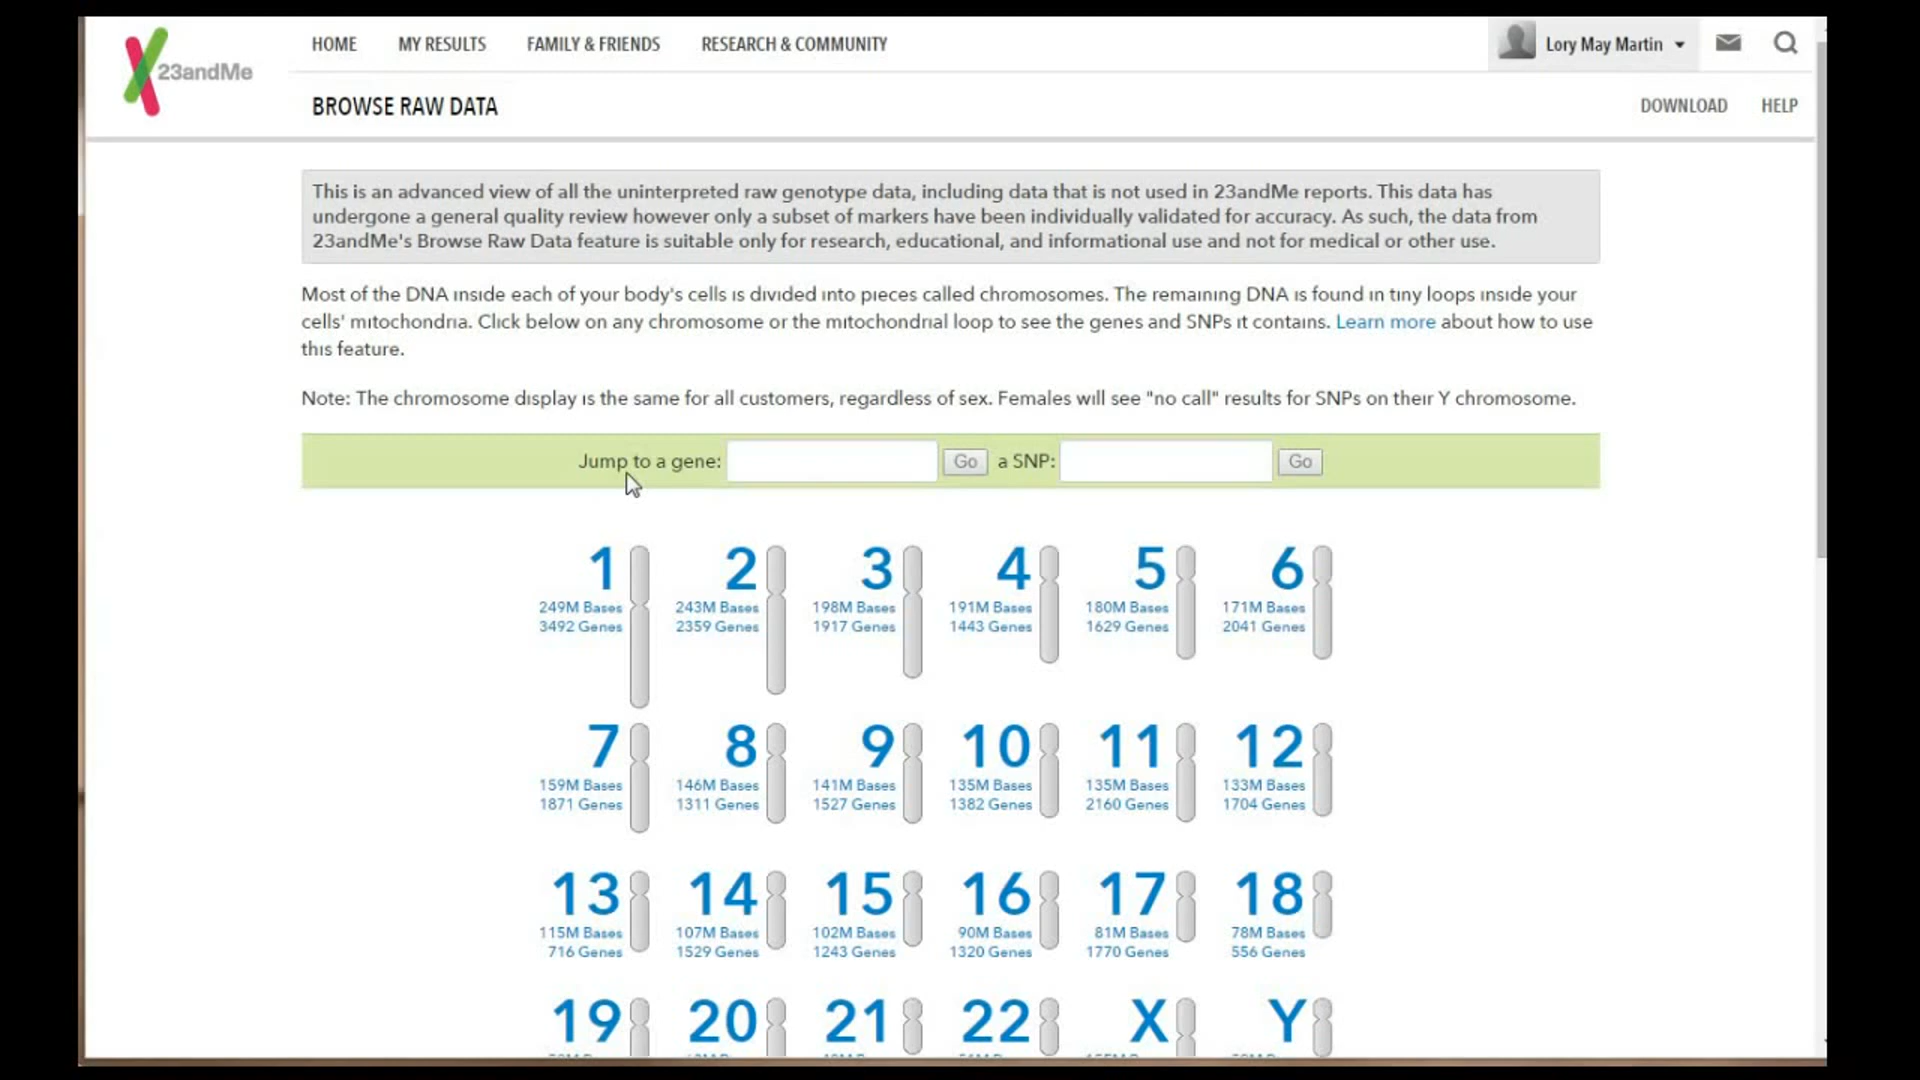 23andMe
HOME MY RESULTS FAMILY & FRIENDS RESEARCH & COMMUNITY
Lory May Martin
BROWSE RAW DATA
DOWNLOAD HELP
This is an advanced view of all the uninterpreted raw genotype data, including data that is not used in 23andMe reports. This data has
undergone a general quality review however only a subset of markers have been individually validated for accuracy. As such, the data from
23andMe's Browse Raw Data feature is suitable only for research, educational, and informational use and not for medical or other use.
Most of the DNA inside each of your body's cells is divided into pieces called chromosomes. The remaining DNA is found in tiny loops inside your
cells' mitochondria. Click below on any chromosome or the mitochondrial loop to see the genes and SNPs it contains. Learn more about how to use
this feature.
Note: The chromosome display is the same for all customers, regardless of sex. Females will see "no call" results for SNPs on their Y chromosome.
Jump to a gene: Go a SNP: Go
1 2 3 4 5 6
249M Bases 243M Bases 198M Bases 191M Bases 180M Bases 171M Bases
3492 Genes 2359 Genes 1917 Genes 1443 Genes 1629 Genes 2041 Genes
7 8 9 10 11 12
159M Bases 146M Bases 141M Bases 135M Bases 135M Bases 133M Bases
1871 Genes 1311 Genes 1527 Genes 1382 Genes 2160 Genes 1704 Genes
13 14 15 16 17 18
115M Bases 107M Bases 102M Bases 90M Bases 81M Bases 78M Bases
716 Genes 1529 Genes 1243 Genes 1320 Genes 1770 Genes 556 Genes
19 20 21 22 X Y